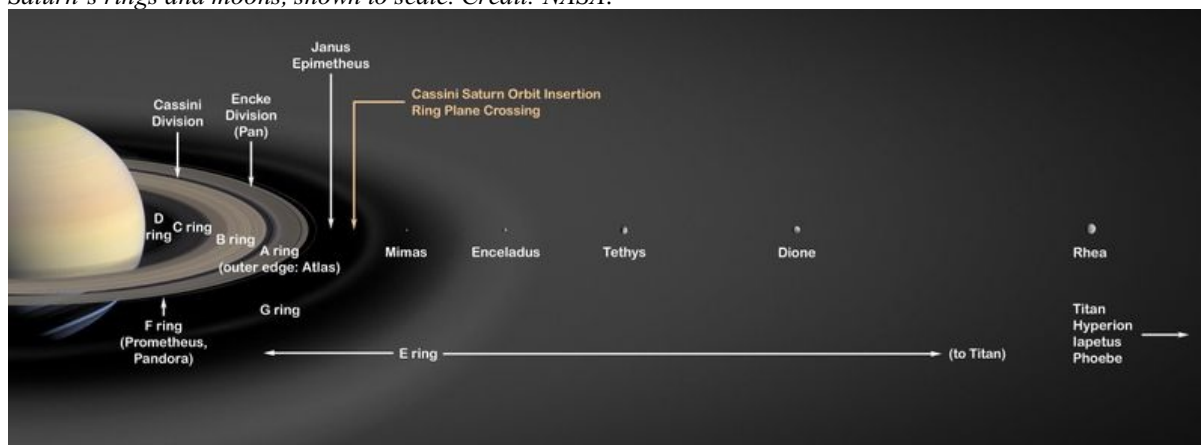 Saturn's rings and moons, shown to scale. Credit: NASA.
Janus
Epimetheus
Cassini Saturn Orbit Insertion
Ring Plane Crossing
Cassini
Division
Encke
Division
(Pan)
D
ring
C ring
B ring
A ring
(outer edge: Atlas)
Mimas
Enceladus
Tethys
Dione
Rhea
G ring
F ring
(Prometheus,
Pandora)
E ring
(to Titan)
Titan
Hyperion
Iapetus
Phoebe